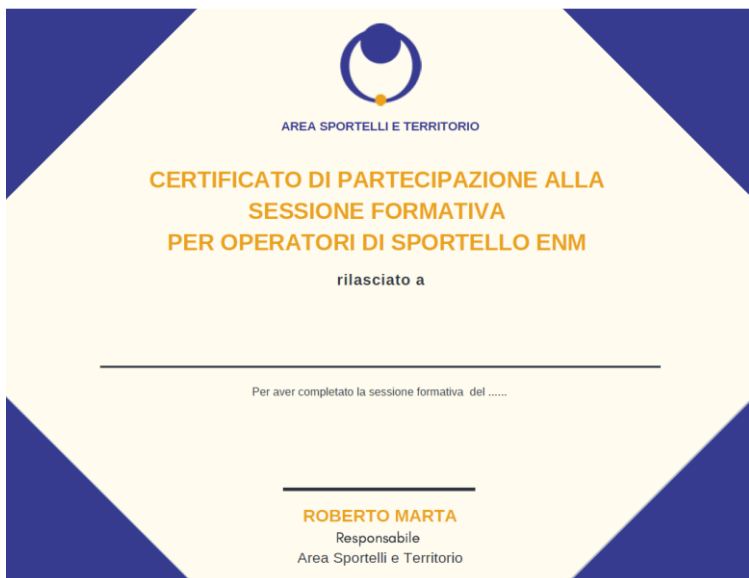 AREA SPORTELLI E TERRITORIO
CERTIFICATO DI PARTECIPAZIONE ALLA
SESSIONE FORMATIVA
PER OPERATORI DI SPORTELLO ENM
rilasciato a
Per aver completato la sessione formativa del ......
ROBERTO MARTA
Responsabile
Area Sportelli e Territorio